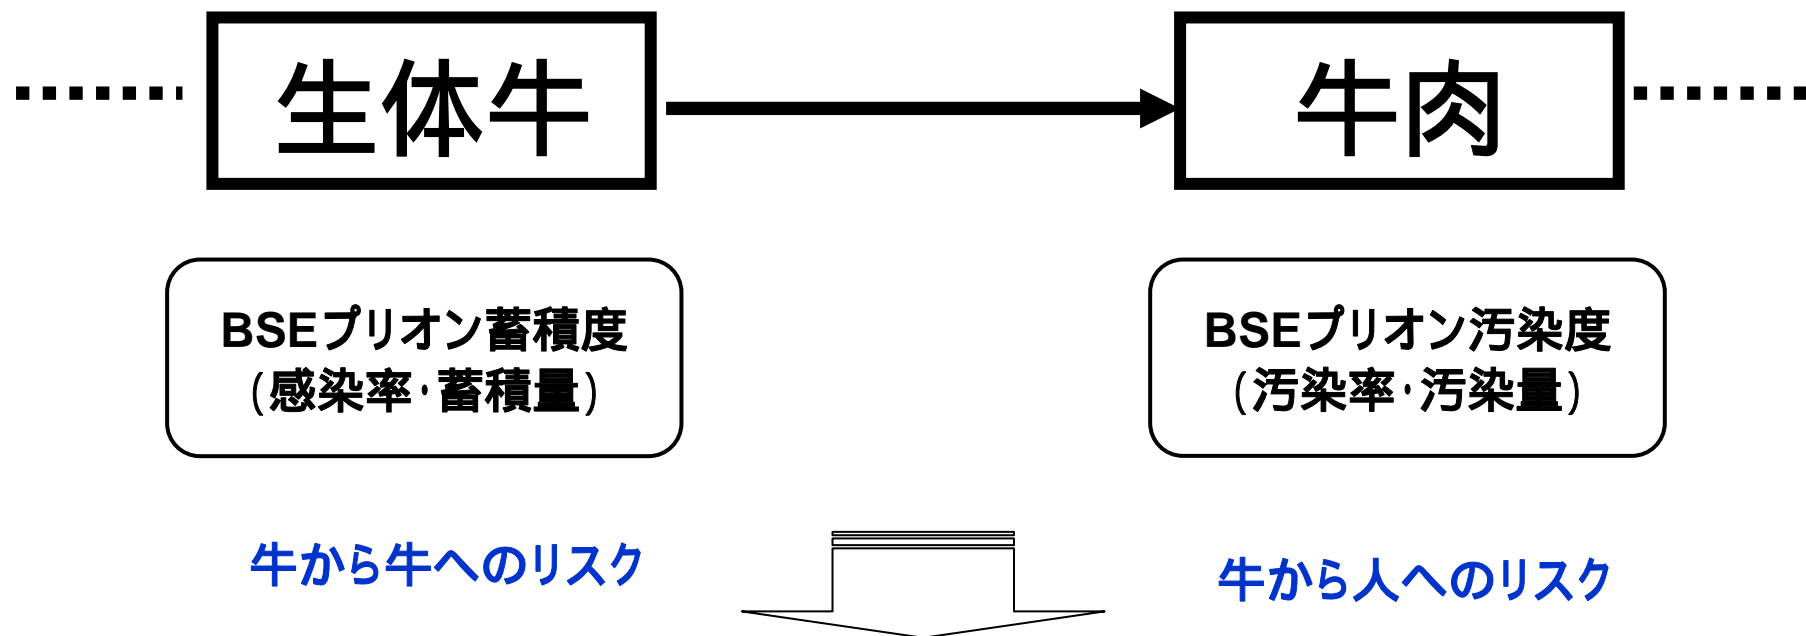 生体牛
牛肉
BSEプリオン蓄積度
(感染率・蓄積量)
BSEプリオン汚染度
(汚染率・汚染量)
牛から牛へのリスク
牛から人へのリスク